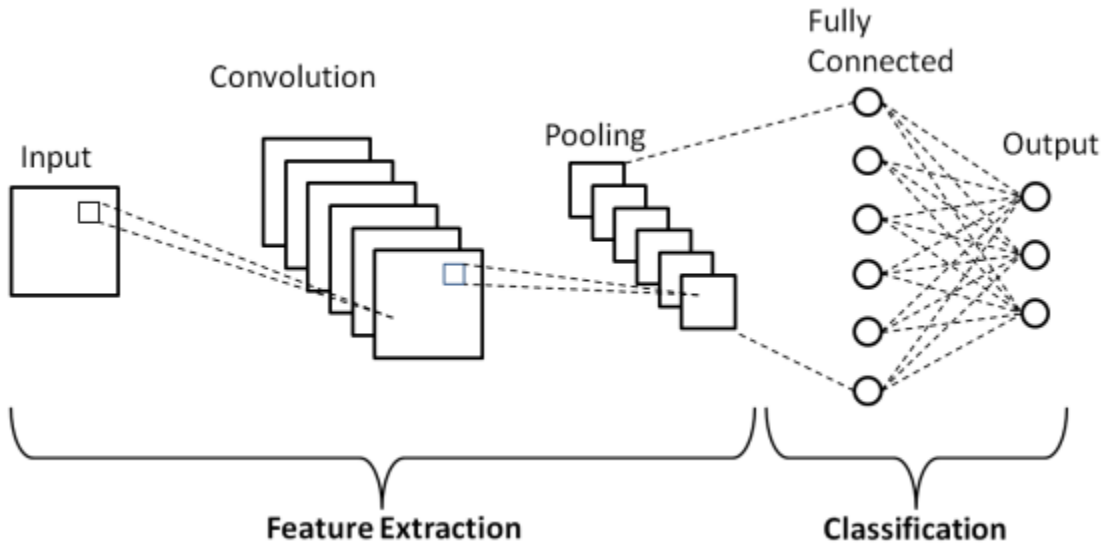 Input
Convolution
Pooling
Fully
Connected
Output
Feature Extraction
Classification